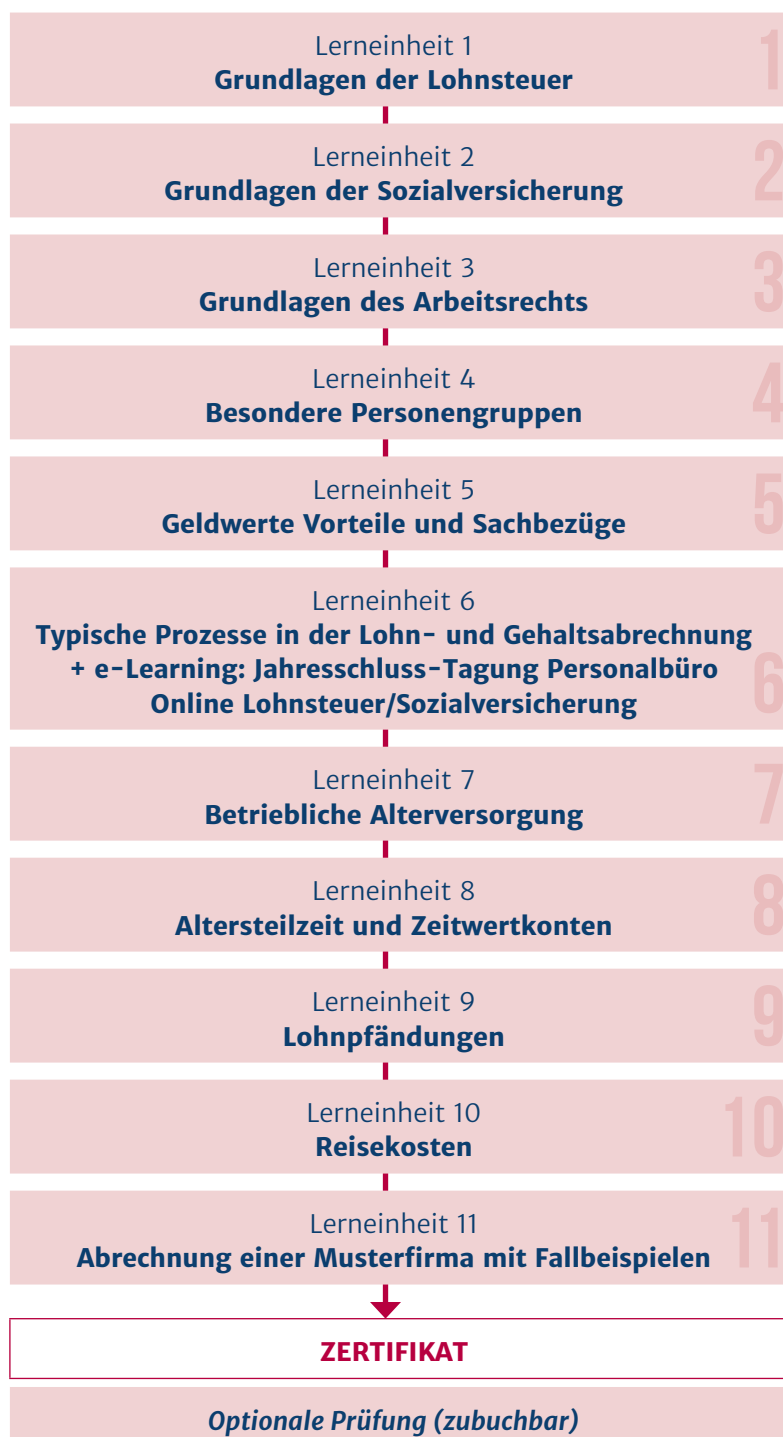 Lerneinheit 1
Grundlagen der Lohnsteuer
1
Lerneinheit 2
Grundlagen der Sozialversicherung
2
Lerneinheit 3
Grundlagen des Arbeitsrechts
3
Lerneinheit 4
Besondere Personengruppen
4
Lerneinheit 5
Geldwerte Vorteile und Sachbezüge
5
Lerneinheit 6
Typische Prozesse in der Lohn- und Gehaltsabrechnung
+ e-Learning: Jahresschluss-Tagung Personalbüro
Online Lohnsteuer/Sozialversicherung
6
Lerneinheit 7
Betriebliche Alterversorgung
7
Lerneinheit 8
Altersteilzeit und Zeitwertkonten
8
Lerneinheit 9
Lohnpfändungen
9
Lerneinheit 10
Reisekosten
10
Lerneinheit 11
Abrechnung einer Musterfirma mit Fallbeispielen
11
ZERTIFIKAT
Optionale Prüfung (zubuchbar)